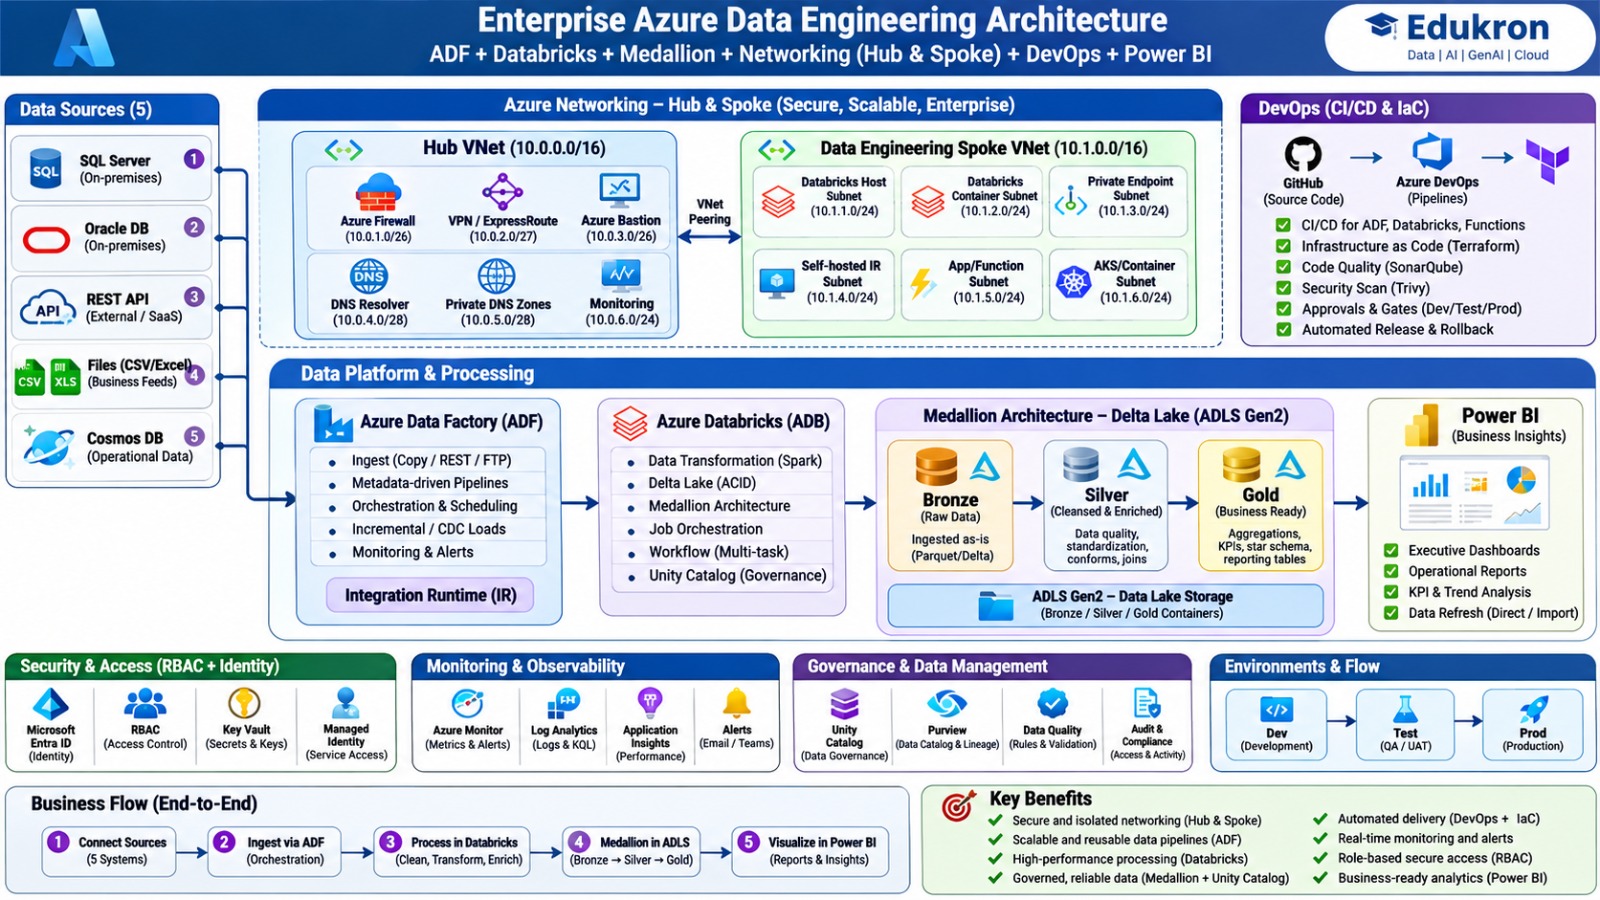 Enterprise Azure Data Engineering Architecture
ADF + Databricks + Medallion + Networking (Hub & Spoke) + DevOps + Power BI
Edukron
Data | AI | GenAI | Cloud
Data Sources (5)
SQL
SQL Server
(On-premises)
1
Oracle DB
(On-premises)
2
API
REST API
(External / SaaS)
3
CSV
XLS
Files (CSV/Excel)
(Business Feeds)
4
Cosmos DB
(Operational Data)
5
Azure Networking – Hub & Spoke (Secure, Scalable, Enterprise)
Hub VNet (10.0.0.0/16)
Azure Firewall
(10.0.1.0/26)
VPN / ExpressRoute
(10.0.2.0/27)
Azure Bastion
(10.0.3.0/26)
DNS
DNS Resolver
(10.0.4.0/28)
Private DNS Zones
(10.0.5.0/28)
Monitoring
(10.0.6.0/24)
VNet
Peering
Data Engineering Spoke VNet (10.1.0.0/16)
Databricks Host
Subnet
(10.1.1.0/24)
Databricks
Container Subnet
(10.1.2.0/24)
Private Endpoint
Subnet
(10.1.3.0/24)
Self-hosted IR
Subnet
(10.1.4.0/24)
App/Function
Subnet
(10.1.5.0/24)
AKS/Container
Subnet
(10.1.6.0/24)
DevOps (CI/CD & IaC)
GitHub
(Source Code)
Azure DevOps
(Pipelines)
CI/CD for ADF, Databricks, Functions
Infrastructure as Code (Terraform)
Code Quality (SonarQube)
Security Scan (Trivy)
Approvals & Gates (Dev/Test/Prod)
Automated Release & Rollback
Data Platform & Processing
Azure Data Factory (ADF)
Ingest (Copy / REST / FTP)
Metadata-driven Pipelines
Orchestration & Scheduling
Incremental / CDC Loads
Monitoring & Alerts
Integration Runtime (IR)
Azure Databricks (ADB)
Data Transformation (Spark)
Delta Lake (ACID)
Medallion Architecture
Job Orchestration
Workflow (Multi-task)
Unity Catalog (Governance)
Medallion Architecture – Delta Lake (ADLS Gen2)
Bronze
(Raw Data)
Ingested as-is
(Parquet/Delta)
Silver
(Cleansed & Enriched)
Data quality,
standardization,
conforms, joins
Gold
(Business Ready)
Aggregations,
KPIs, star schema,
reporting tables
ADLS Gen2 – Data Lake Storage
(Bronze / Silver / Gold Containers)
Power BI
(Business Insights)
Executive Dashboards
Operational Reports
KPI & Trend Analysis
Data Refresh (Direct / Import)
Security & Access (RBAC + Identity)
Microsoft
Entra ID
(Identity)
RBAC
(Access Control)
Key Vault
(Secrets & Keys)
Managed
Identity
(Service Access)
Monitoring & Observability
Azure Monitor
(Metrics & Alerts)
Log Analytics
(Logs & KQL)
Application
Insights
(Performance)
Alerts
(Email / Teams)
Governance & Data Management
Unity
Catalog
(Data Governance)
Purview
(Data Catalog & Lineage)
Data Quality
(Rules & Validation)
Audit &
Compliance
(Access & Activity)
Environments & Flow
Dev
(Development)
Test
(QA / UAT)
Prod
(Production)
Business Flow (End-to-End)
1
Connect Sources
(5 Systems)
2
Ingest via ADF
(Orchestration)
3
Process in Databricks
(Clean, Transform, Enrich)
4
Medallion in ADLS
(Bronze → Silver → Gold)
5
Visualize in Power BI
(Reports & Insights)
Key Benefits
Secure and isolated networking (Hub & Spoke)
Scalable and reusable data pipelines (ADF)
High-performance processing (Databricks)
Governed, reliable data (Medallion + Unity Catalog)
Automated delivery (DevOps + IaC)
Real-time monitoring and alerts
Role-based secure access (RBAC)
Business-ready analytics (Power BI)